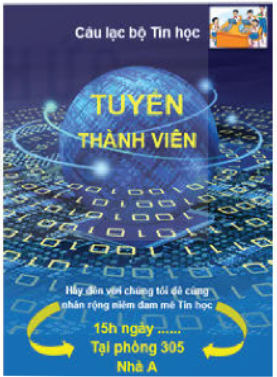 Câu lạc bộ Tin học
TUYỂN
THÀNH VIÊN
Hãy đến với chúng tôi để cùng
nhân rộng niềm đam mê Tin học
15h ngày ......
Tại phòng 305
Nhà A